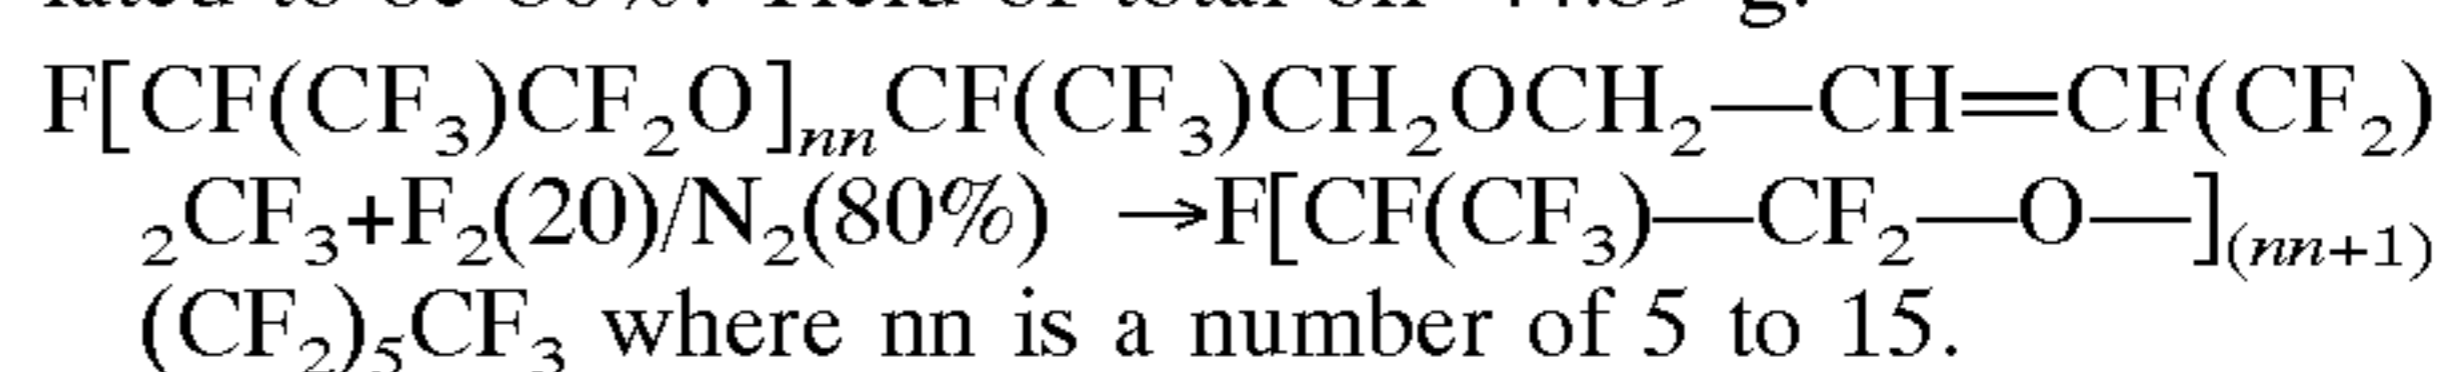 F[CF(CF₃)CF₂O]ₙₙCF(CF₃)CH₂OCH₂—CH═CF(CF₂)
₂CF₃+F₂(20)/N₂(80%) →F[CF(CF₃)—CF₂—O—]₍ₙₙ₊₁₎
(CF₂)₅CF₃ where nn is a number of 5 to 15.